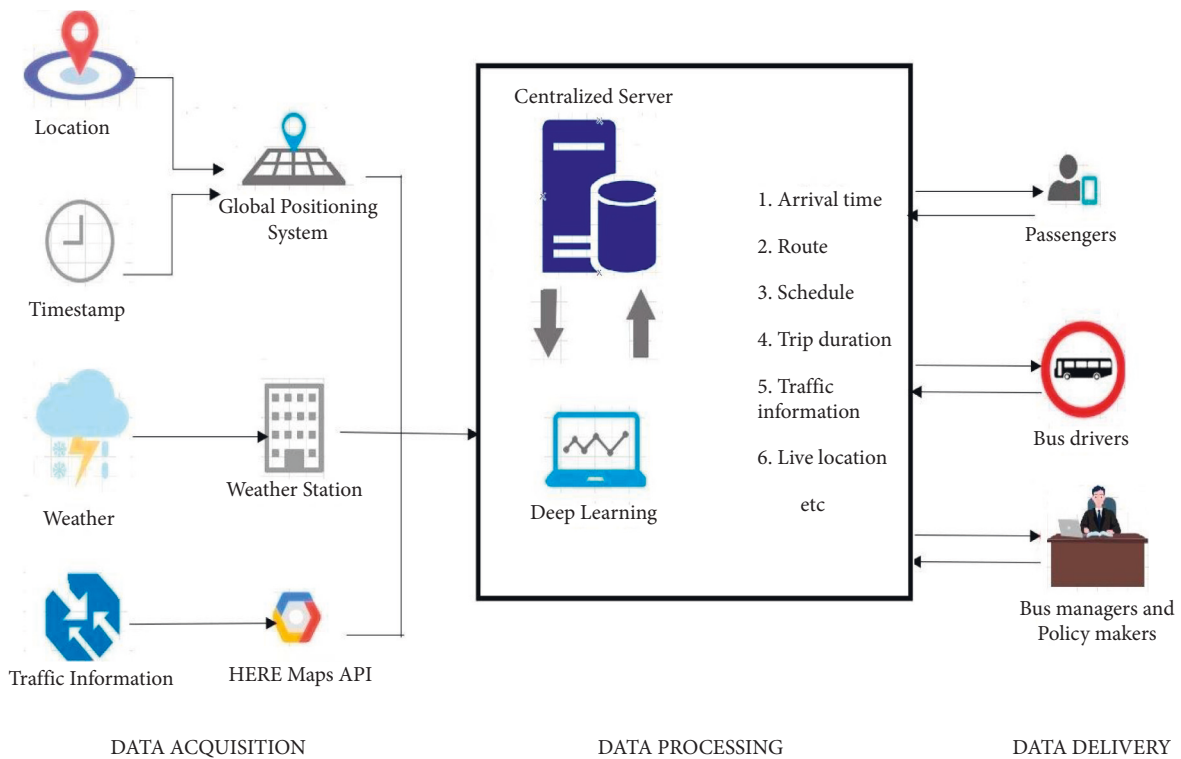 Location
Timestamp
Global Positioning
System
Weather
Weather Station
Traffic Information
HERE Maps API
DATA ACQUISITION
Centralized Server
Deep Learning
1. Arrival time
2. Route
3. Schedule
4. Trip duration
5. Traffic
information
6. Live location
etc
DATA PROCESSING
Passengers
Bus drivers
Bus managers and
Policy makers
DATA DELIVERY